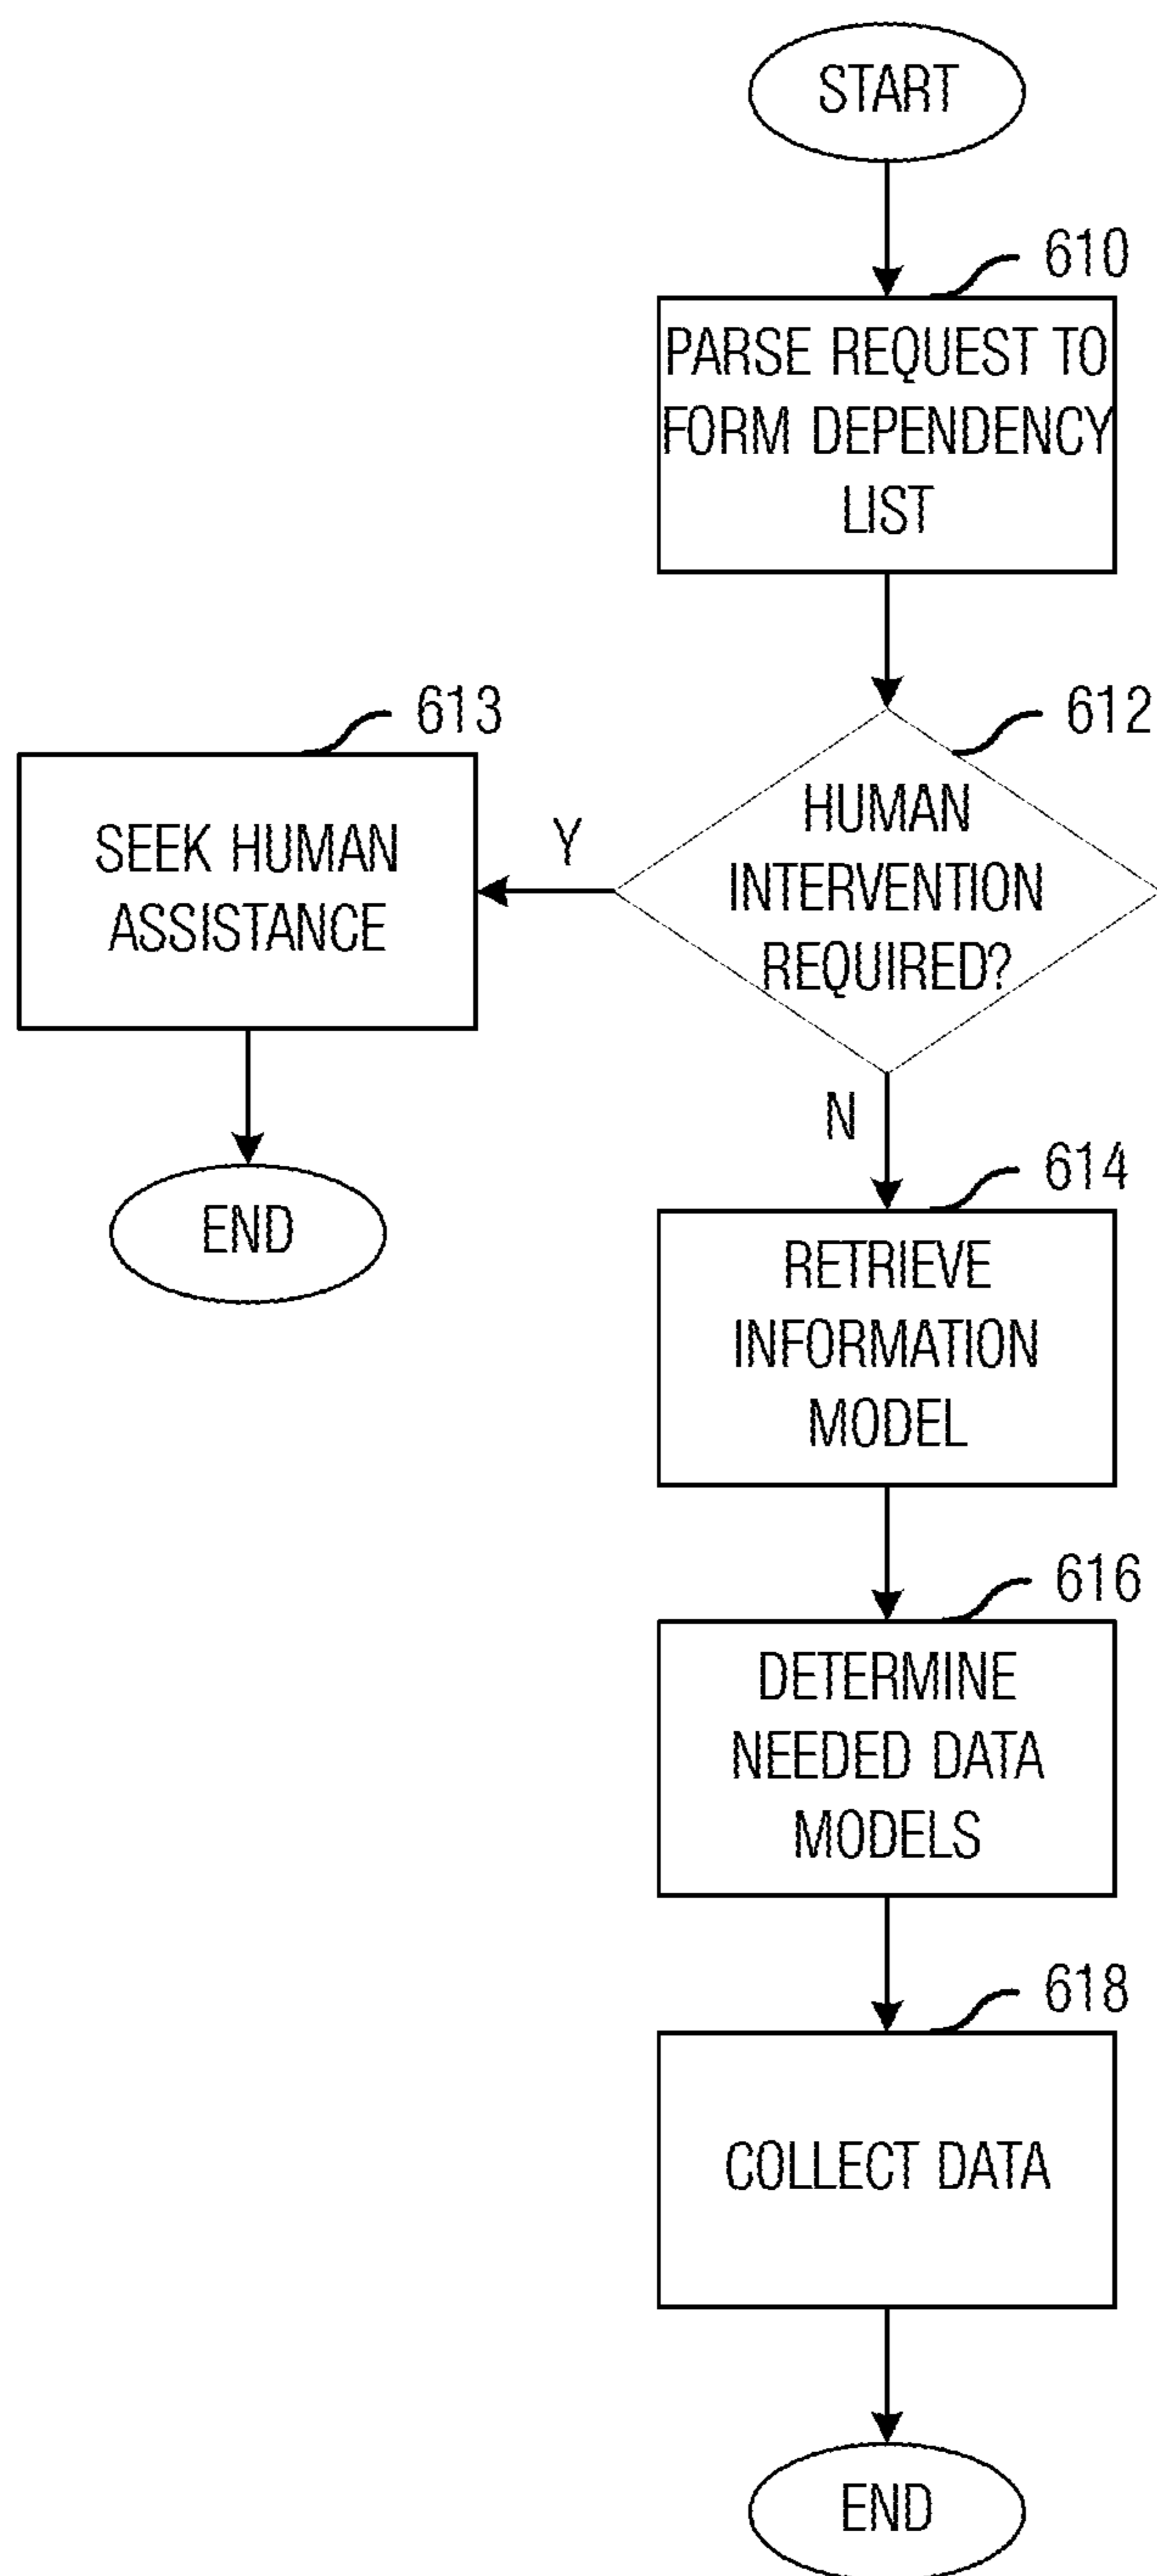 START
610
PARSE REQUEST TO
FORM DEPENDENCY
LIST
613
612
SEEK HUMAN
ASSISTANCE
Y
HUMAN
INTERVENTION
REQUIRED?
END
N
614
RETRIEVE
INFORMATION
MODEL
616
DETERMINE
NEEDED DATA
MODELS
618
COLLECT DATA
END